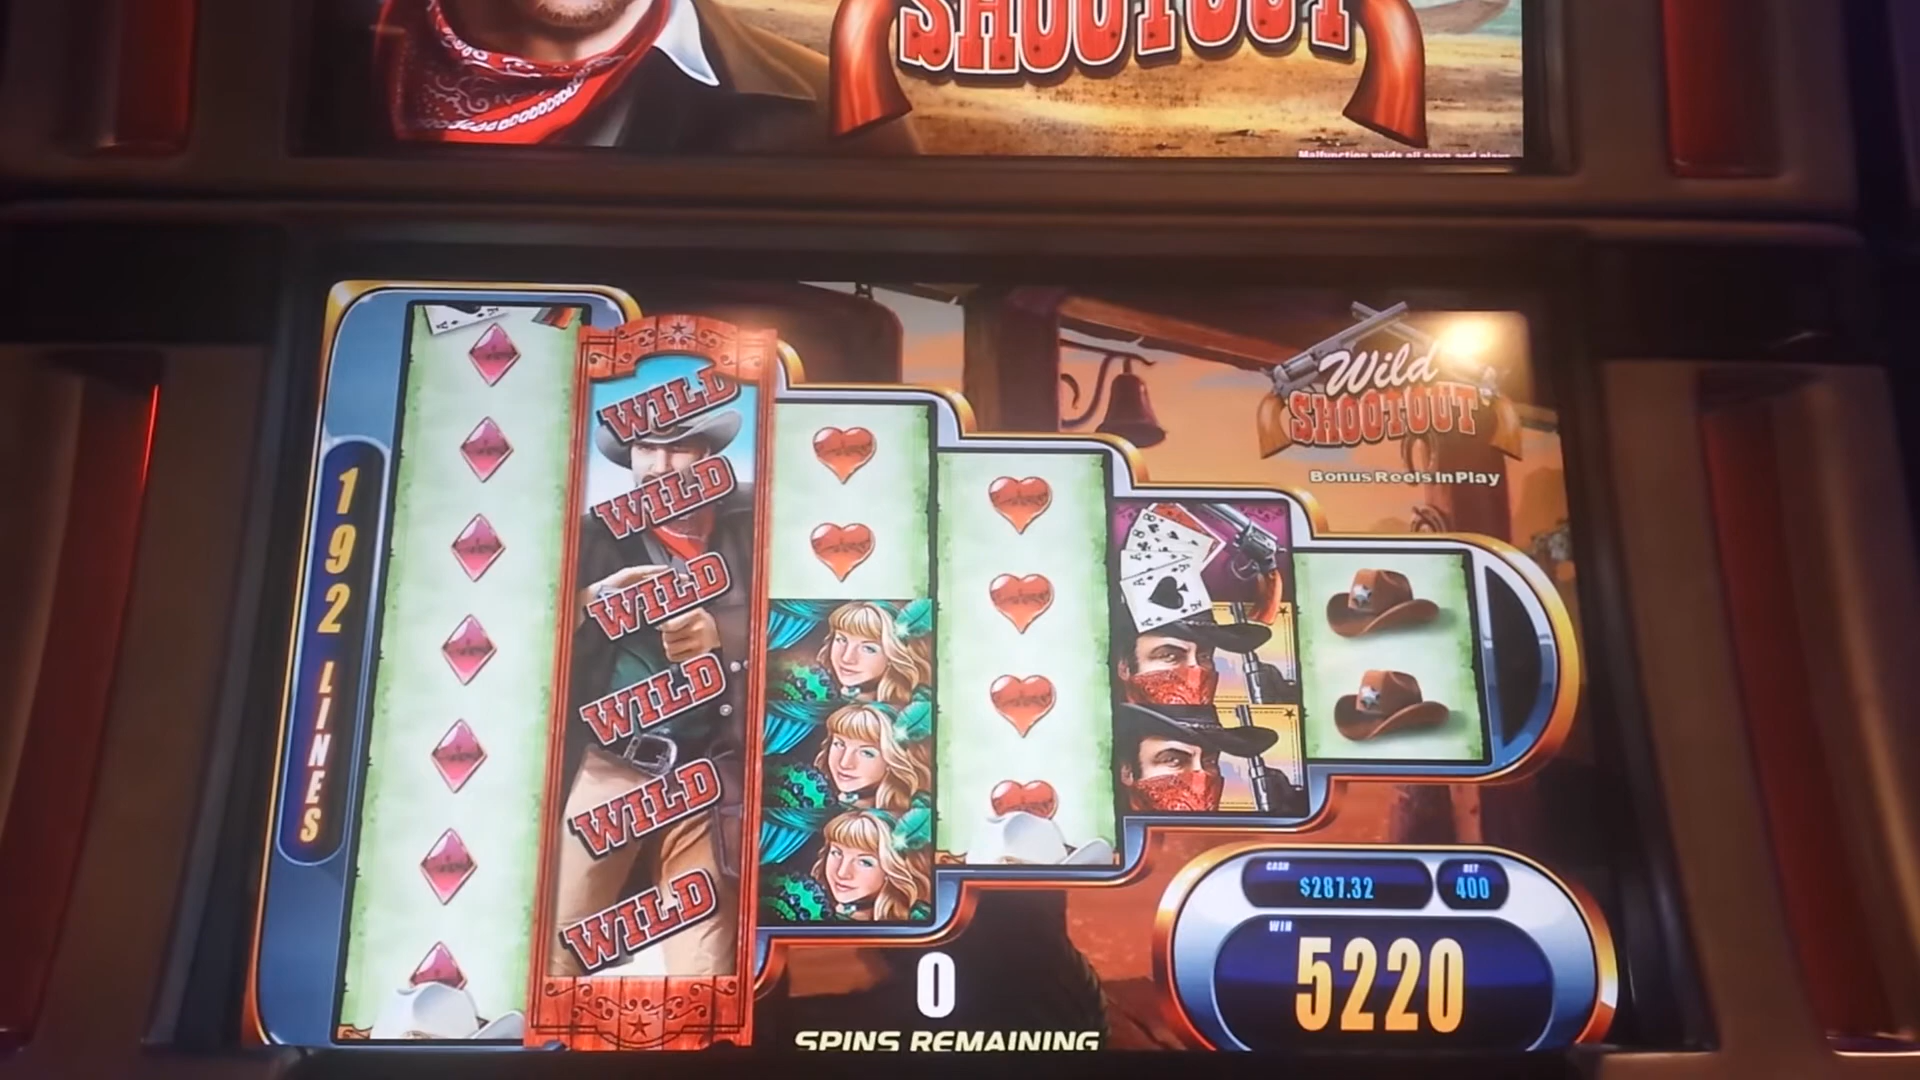 SHOOTOUT
Malfunction voids all pays and plays
Wild
SHOOTOUT
Bonus Reels In Play
192 LINES
WILD
WILD
WILD
WILD
WILD
WILD
CASH
$287.32
BET
400
WIN
5220
0
SPINS REMAINING